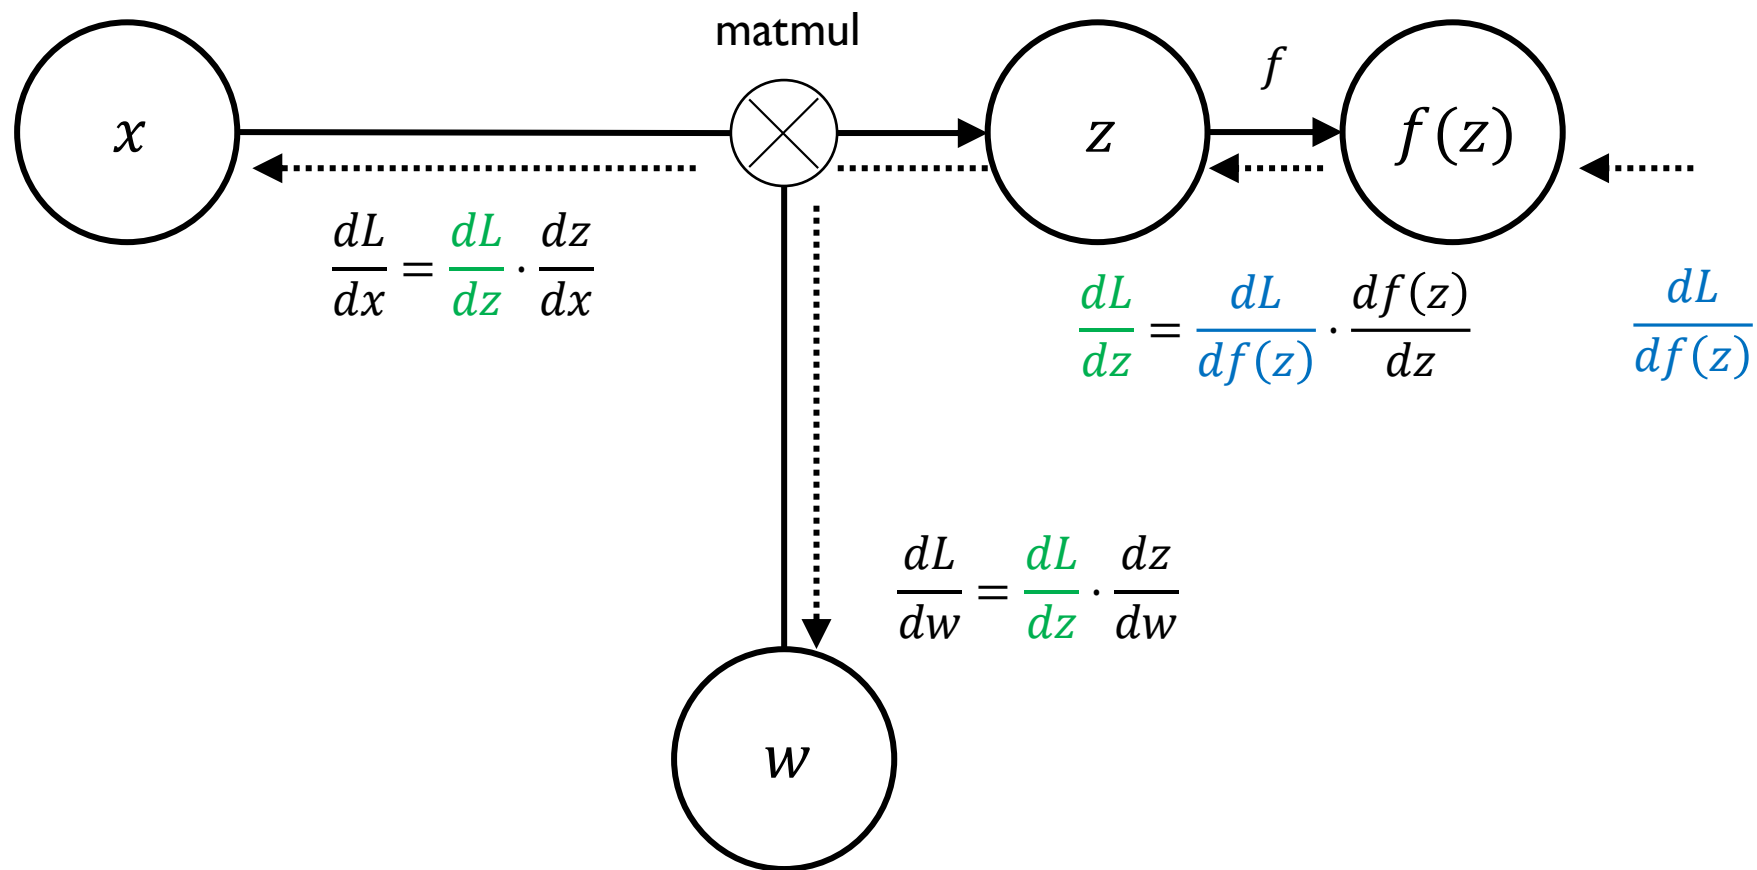 matmul
x
z
f
f(z)
dL/dx = dL/dz · dz/dx
dL/dz = dL/df(z) · df(z)/dz
dL/df(z)
dL/dw = dL/dz · dz/dw
w